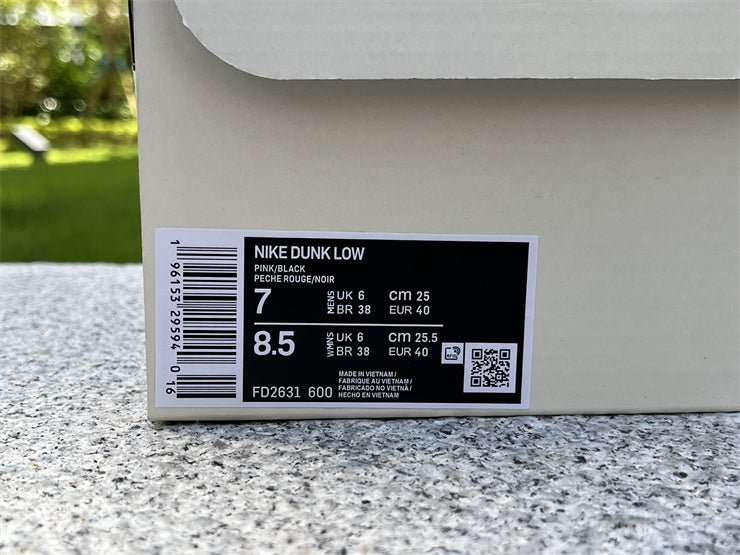 NIKE DUNK LOW
PINK/BLACK
PECHE ROUGE/NOIR
7 MENS UK 6 cm 25
BR 38 EUR 40
8.5 WMNS UK 6 cm 25.5
BR 38 EUR 40
RFID
FD2631 600
MADE IN VIETNAM /
FABRIQUE AU VIETNAM /
FABRICADO NO VIETNÃ /
HECHO EN VIETNAM
1 96153 29594 0 16